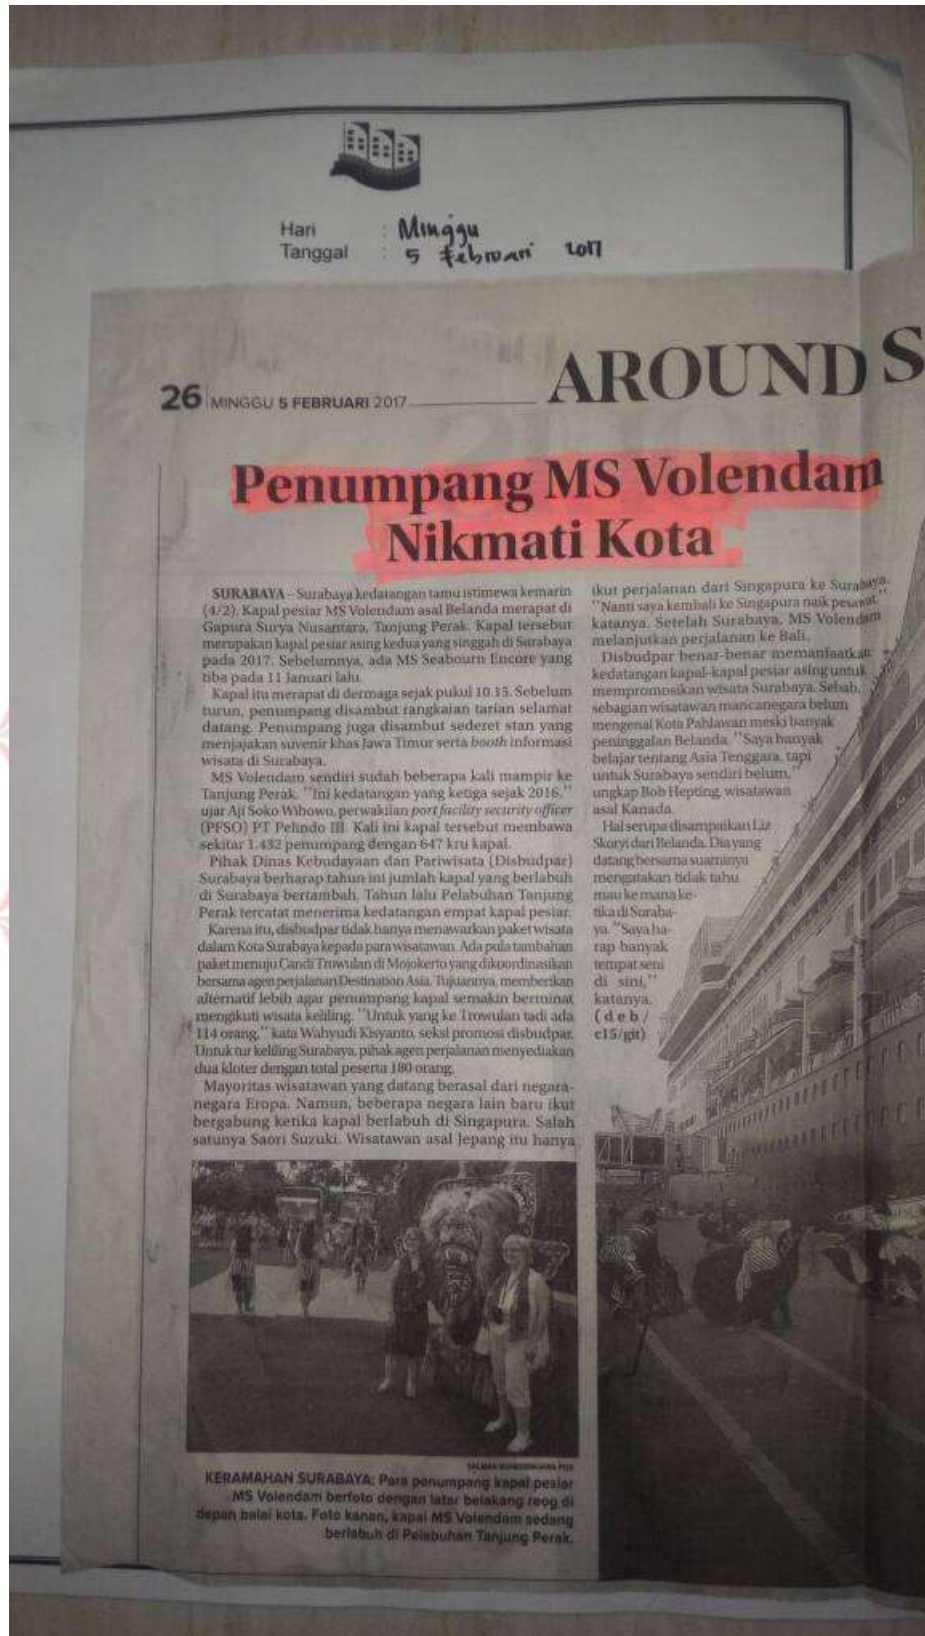 Hari : Minggu
Tanggal : 5 Februari 2017
26 MINGGU 5 FEBRUARI 2017
AROUND S
Penumpang MS Volendam
Nikmati Kota
SURABAYA – Surabaya kedatangan tamu istimewa kemarin
(4/2). Kapal pesiar MS Volendam asal Belanda merapat di
Gapura Surya Nusantara, Tanjung Perak. Kapal tersebut
merupakan kapal pesiar asing kedua yang singgah di Surabaya
pada 2017. Sebelumnya, ada MS Seabourn Encore yang
tiba pada 11 Januari lalu.
Kapal itu merapat di dermaga sejak pukul 10.15. Sebelum
turun, penumpang disambut rangkaian tarian selamat
datang. Penumpang juga disambut sederet stan yang
menjajakan suvenir khas Jawa Timur serta booth informasi
wisata di Surabaya.
MS Volendam sendiri sudah beberapa kali mampir ke
Tanjung Perak. "Ini kedatangan yang ketiga sejak 2016,"
ujar Aji Soko Wibowo, perwakilan port facility security officer
(PFSO) PT Pelindo III. Kali ini kapal tersebut membawa
sekitar 1.432 penumpang dengan 647 kru kapal.
Pihak Dinas Kebudayaan dan Pariwisata (Disbudpar)
Surabaya berharap tahun ini jumlah kapal yang berlabuh
di Surabaya bertambah. Tahun lalu Pelabuhan Tanjung
Perak tercatat menerima kedatangan empat kapal pesiar.
Karena itu, disbudpar tidak hanya menawarkan paket wisata
dalam Kota Surabaya kepada para wisatawan. Ada pula tambahan
paket menuju Candi Trowulan di Mojokerto yang dikoordinasikan
bersama agen perjalanan Destination Asia. Tujuannya, memberikan
alternatif lebih agar penumpang kapal semakin berminat
mengikuti wisata keliling. "Untuk yang ke Trowulan tadi ada
114 orang," kata Wahyudi Kisyanto, seksi promosi disbudpar.
Untuk tur keliling Surabaya, pihak agen perjalanan menyediakan
dua kloter dengan total peserta 180 orang.
Mayoritas wisatawan yang datang berasal dari negara-
negara Eropa. Namun, beberapa negara lain baru ikut
bergabung ketika kapal berlabuh di Singapura. Salah
satunya Saori Suzuki. Wisatawan asal Jepang itu hanya
ikut perjalanan dari Singapura ke Surabaya.
"Nanti saya kembali ke Singapura naik pesawat,"
katanya. Setelah Surabaya, MS Volendam
melanjutkan perjalanan ke Bali.
Disbudpar benar-benar memanfaatkan
kedatangan kapal-kapal pesiar asing untuk
mempromosikan wisata Surabaya. Sebab,
sebagian wisatawan mancanegara belum
mengenal Kota Pahlawan meski banyak
peninggalan Belanda. "Saya banyak
belajar tentang Asia Tenggara, tapi
untuk Surabaya sendiri belum,"
ungkap Bob Hepting, wisatawan
asal Kanada.
Hal serupa disampaikan Liz
Skoryi dari Belanda. Dia yang
datang bersama suaminya
mengatakan tidak tahu
mau ke mana ke-
tika di Suraba-
ya. "Saya ha-
rap banyak
tempat seni
di sini,"
katanya.
(deb/
c15/git)
KERAMAHAN SURABAYA: Para penumpang kapal pesiar
MS Volendam berfoto dengan latar belakang reog di
depan balai kota. Foto kanan, kapal MS Volendam sedang
berlabuh di Pelabuhan Tanjung Perak.